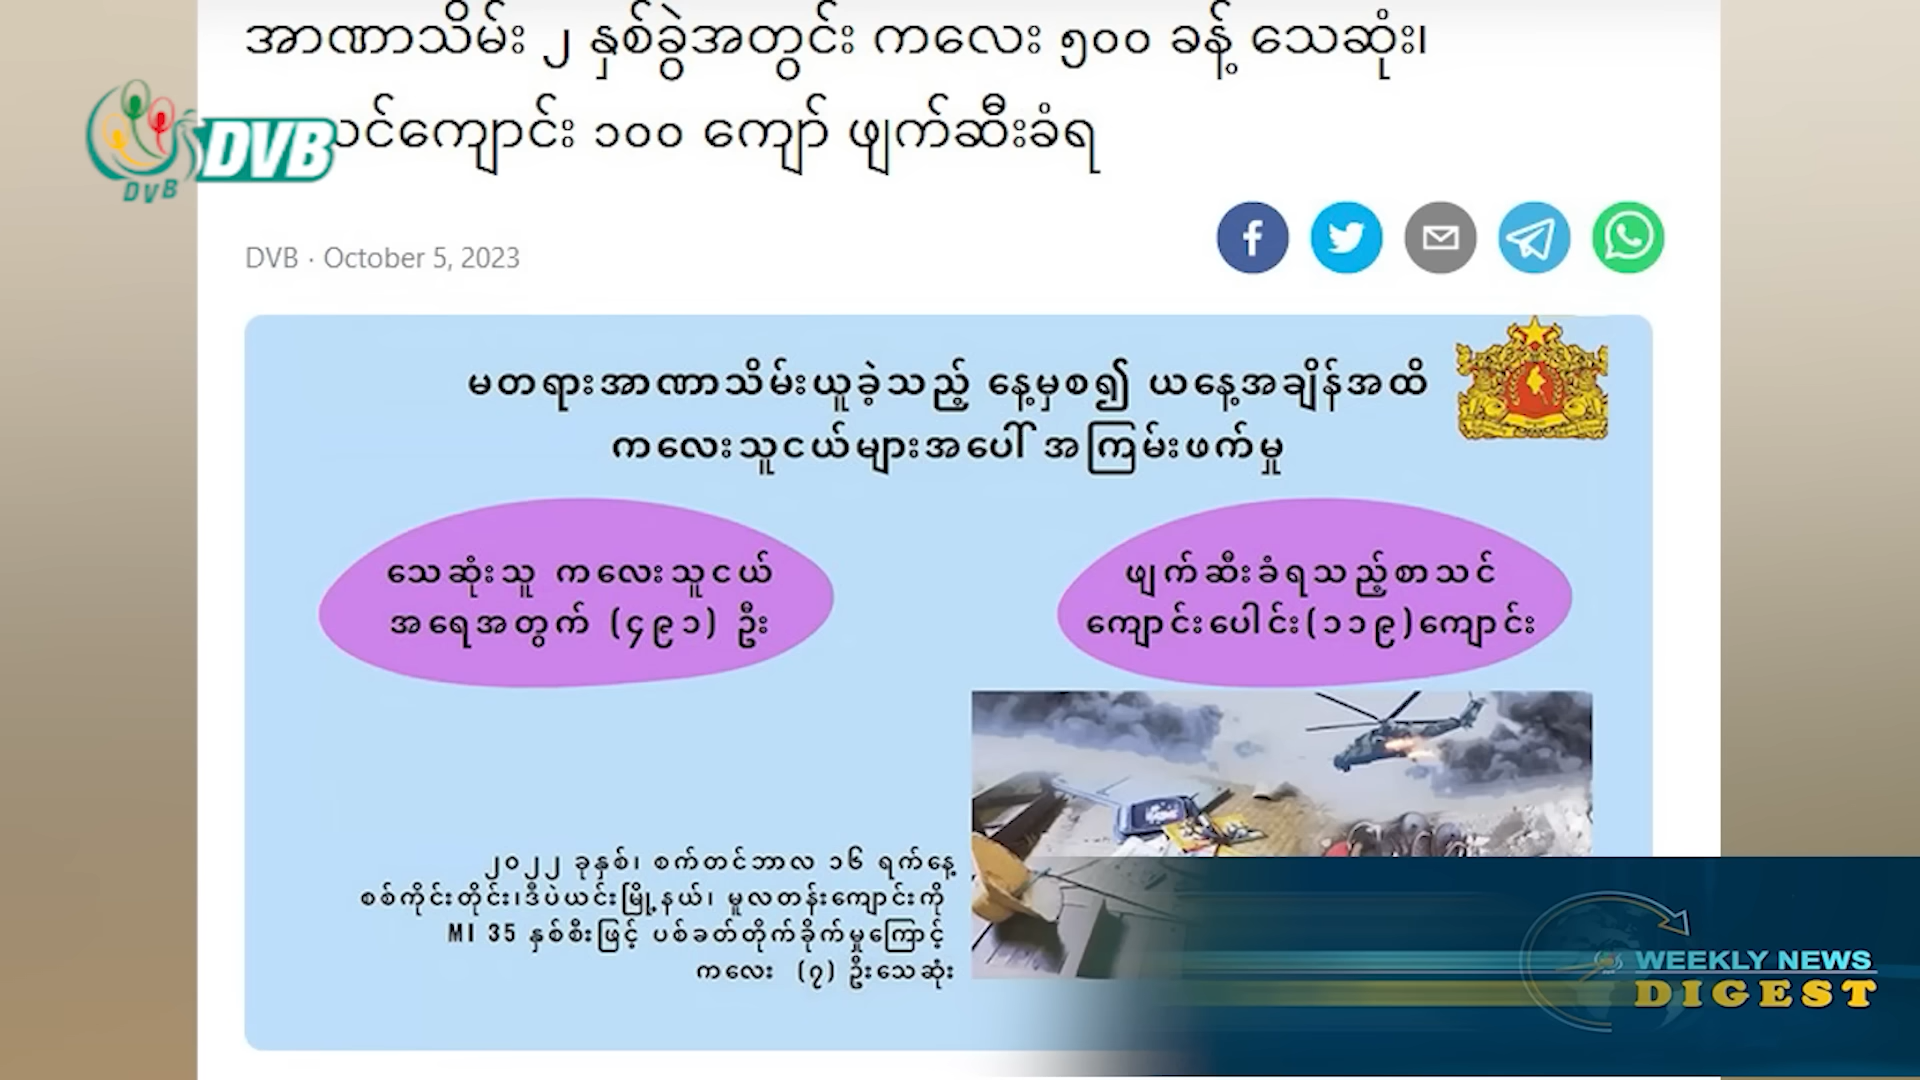 အာဏာသိမ်း ၂ နှစ်ခွဲအတွင်း ကလေး ၅၀၀ ခန့် သေဆုံး၊
သင်ကျောင်း ၁၀၀ ကျော် ဖျက်ဆီးခံရ
DVB
DVB
DVB · October 5, 2023
မတရားအာဏာသိမ်းယူခဲ့သည့် နေ့မှစ၍ ယနေ့အချိန်အထိ
ကလေးသူငယ်များအပေါ် အကြမ်းဖက်မှု
သေဆုံးသူ ကလေးသူငယ်
အရေအတွက် (၄၉၁) ဦး
ဖျက်ဆီးခံရသည့်စာသင်
ကျောင်းပေါင်း(၁၁၉)ကျောင်း
၂၀၂၂ ခုနှစ်၊ စက်တင်ဘာလ ၁၆ ရက်နေ့
စစ်ကိုင်းတိုင်း၊ဒီပဲယင်းမြို့နယ်၊ မူလတန်းကျောင်းကို
MI 35 နှစ်စီးဖြင့် ပစ်ခတ်တိုက်ခိုက်မှုကြောင့်
ကလေး (၇) ဦးသေဆုံး
WEEKLY NEWS
DIGEST